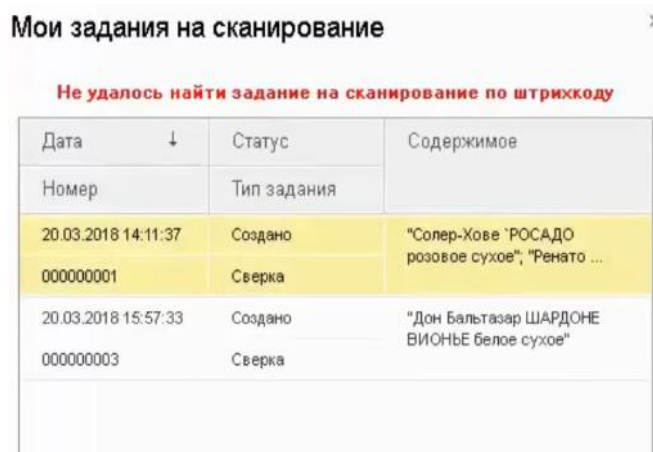 Мои задания на сканирование
Не удалось найти задание на сканирование по штрихкоду
Дата ↓ Статус Содержимое
Номер Тип задания
20.03.2018 14:11:37 Создано "Солер-Хове `РОСАДО
розовое сухое"; "Ренато ...
000000001 Сверка
20.03.2018 15:57:33 Создано "Дон Бальтазар ШАРДОНЕ
ВИОНЬЕ белое сухое"
000000003 Сверка